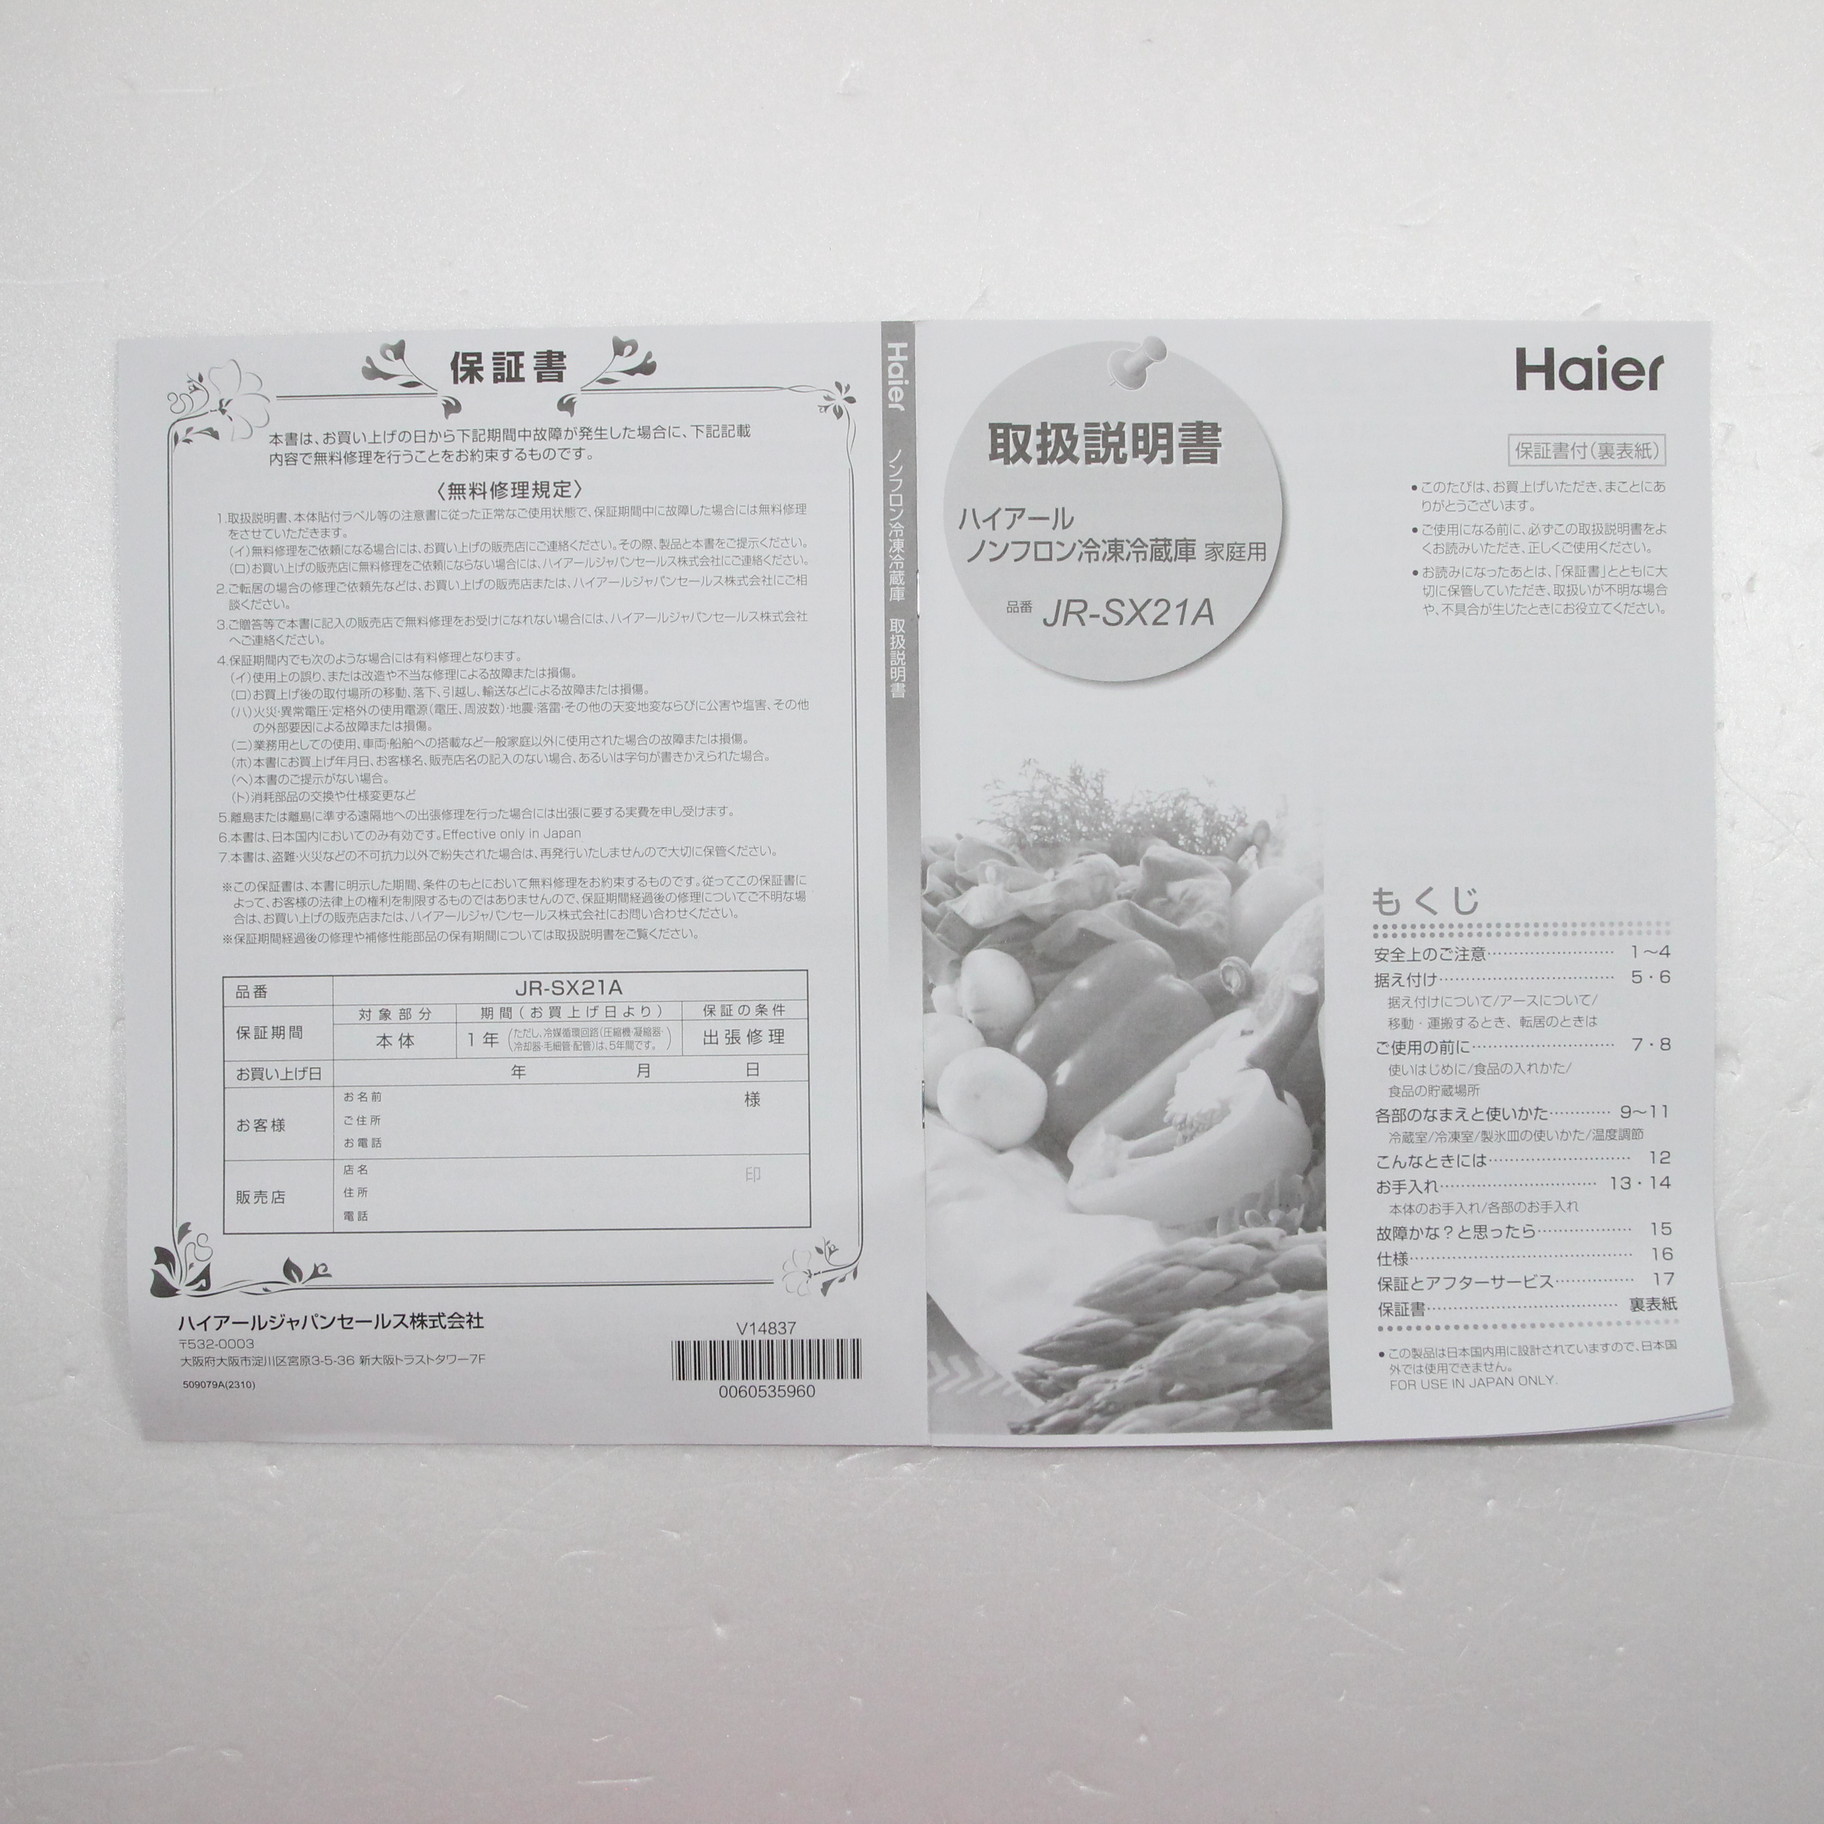 保証書
本書は、お買い上げの日から下記期間中故障が発生した場合に、下記記載
内容で無料修理を行うことをお約束するものです。
〈無料修理規定〉
1.取扱説明書、本体貼付ラベル等の注意書に従った正常なご使用状態で、保証期間中に故障した場合には無料修理
をさせていただきます。
(イ)無料修理をご依頼になる場合には、お買い上げの販売店にご連絡ください。その際、製品と本書をご提示ください。
(ロ)お買い上げの販売店に無料修理をご依頼にならない場合には、ハイアールジャパンセールス株式会社にご連絡ください。
2.ご転居の場合の修理ご依頼先などは、お買い上げの販売店または、ハイアールジャパンセールス株式会社にご相
談ください。
3.ご贈答等で本書に記入の販売店で無料修理をお受けになれない場合には、ハイアールジャパンセールス株式会社
へご連絡ください。
4.保証期間内でも次のような場合には有料修理となります。
(イ)使用上の誤り、または改造や不当な修理による故障または損傷。
(ロ)お買上げ後の取付場所の移動、落下、引越し、輸送などによる故障または損傷。
(ハ)火災・異常電圧・定格外の使用電源(電圧、周波数)・地震・落雷・その他の天変地変ならびに公害や塩害、その他
の外部要因による故障または損傷。
(ニ)業務用としての使用、車両・船舶への搭載など一般家庭以外に使用された場合の故障または損傷。
(ホ)本書にお買上げ年月日、お客様名、販売店名の記入のない場合、あるいは字句が書きかえられた場合。
(ヘ)本書のご提示がない場合。
(ト)消耗部品の交換や仕様変更など
5.離島または離島に準ずる遠隔地への出張修理を行った場合には出張に要する実費を申し受けます。
6.本書は、日本国内においてのみ有効です。Effective only in Japan
7.本書は、盗難・火災などの不可抗力以外で紛失された場合は、再発行いたしませんので大切に保管ください。
※この保証書は、本書に明示した期間、条件のもとにおいて無料修理をお約束するものです。従ってこの保証書に
よって、お客様の法律上の権利を制限するものではありませんので、保証期間経過後の修理についてご不明な場
合は、お買い上げの販売店または、ハイアールジャパンセールス株式会社にお問い合わせください。
※保証期間経過後の修理や補修性能部品の保有期間については取扱説明書をご覧ください。
品番 JR-SX21A
保証期間 対象部分 期間(お買上げ日より) 保証の条件
本体 1年 (ただし、冷媒循環回路(圧縮機・凝縮器・冷却器・毛細管・配管)は、5年間です。) 出張修理
お買い上げ日 年 月 日
お客様 お名前 様
ご住所
お電話
販売店 店名 印
住所
電話
ハイアールジャパンセールス株式会社
〒532-0003
大阪府大阪市淀川区宮原3-5-36 新大阪トラストタワー7F
509079A(2310)
V14837
0060535960
Haier ノンフロン冷凍冷蔵庫 取扱説明書
Haier
取扱説明書
ハイアール
ノンフロン冷凍冷蔵庫 家庭用
品番 JR-SX21A
保証書付(裏表紙)
●このたびは、お買上げいただき、まことにあ
りがとうございます。
●ご使用になる前に、必ずこの取扱説明書をよ
くお読みいただき、正しくご使用ください。
●お読みになったあとは、「保証書」とともに大
切に保管していただき、取扱いが不明な場合
や、不具合が生じたときにお役立てください。
もくじ
安全上のご注意 1〜4
据え付け 5・6
据え付けについて/アースについて/
移動・運搬するとき、転居のときは
ご使用の前に 7・8
使いはじめに/食品の入れかた/
食品の貯蔵場所
各部のなまえと使いかた 9〜11
冷蔵室/冷凍室/製氷皿の使いかた/温度調節
こんなときには 12
お手入れ 13・14
本体のお手入れ/各部のお手入れ
故障かな?と思ったら 15
仕様 16
保証とアフターサービス 17
保証書 裏表紙
●この製品は日本国内用に設計されていますので、日本国
外では使用できません。
FOR USE IN JAPAN ONLY.